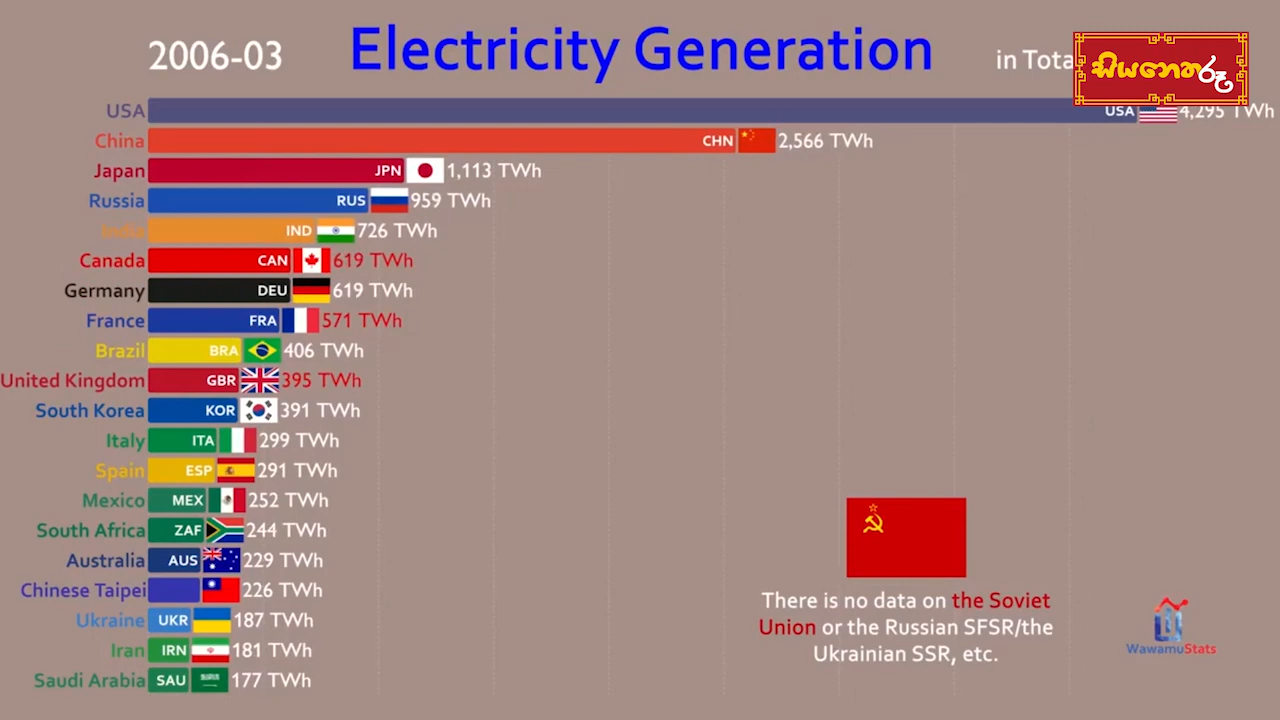 2006-03 Electricity Generation in Tota
සියනෙත රූ
USA USA 4,295 TWh
China CHN 2,566 TWh
Japan JPN 1,113 TWh
Russia RUS 959 TWh
India IND 726 TWh
Canada CAN 619 TWh
Germany DEU 619 TWh
France FRA 571 TWh
Brazil BRA 406 TWh
United Kingdom GBR 395 TWh
South Korea KOR 391 TWh
Italy ITA 299 TWh
Spain ESP 291 TWh
Mexico MEX 252 TWh
South Africa ZAF 244 TWh
Australia AUS 229 TWh
Chinese Taipei 226 TWh
Ukraine UKR 187 TWh
Iran IRN 181 TWh
Saudi Arabia SAU 177 TWh
There is no data on the Soviet
Union or the Russian SFSR/the
Ukrainian SSR, etc.
WawamuStats